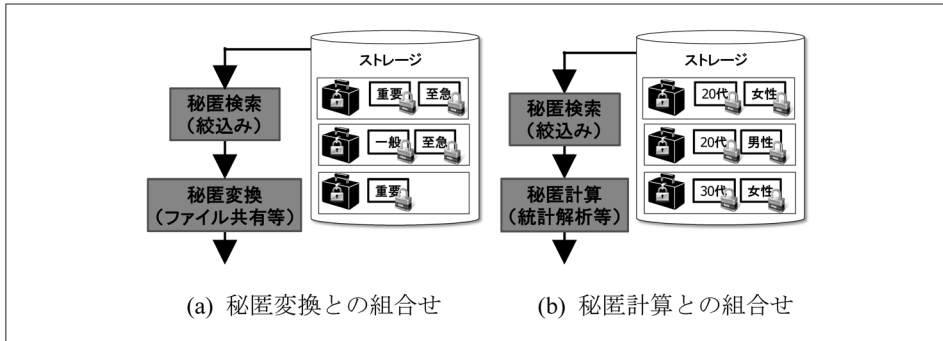 ストレージ
秘匿検索
(絞込み)
重要 至急
一般 至急
重要
秘匿変換
(ファイル共有等)
(a) 秘匿変換との組合せ
ストレージ
秘匿検索
(絞込み)
20代 女性
20代 男性
30代 女性
秘匿計算
(統計解析等)
(b) 秘匿計算との組合せ